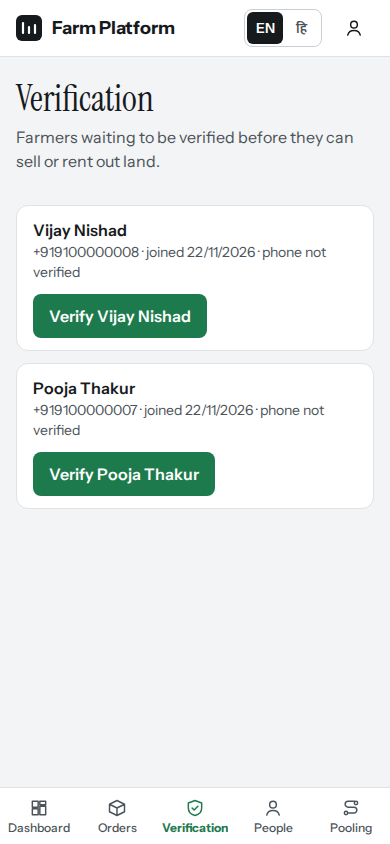 Farm Platform
EN
हि
Verification
Farmers waiting to be verified before they can
sell or rent out land.
Vijay Nishad
+919100000008 · joined 22/11/2026 · phone not
verified
Verify Vijay Nishad
Pooja Thakur
+919100000007 · joined 22/11/2026 · phone not
verified
Verify Pooja Thakur
Dashboard
Orders
Verification
People
Pooling